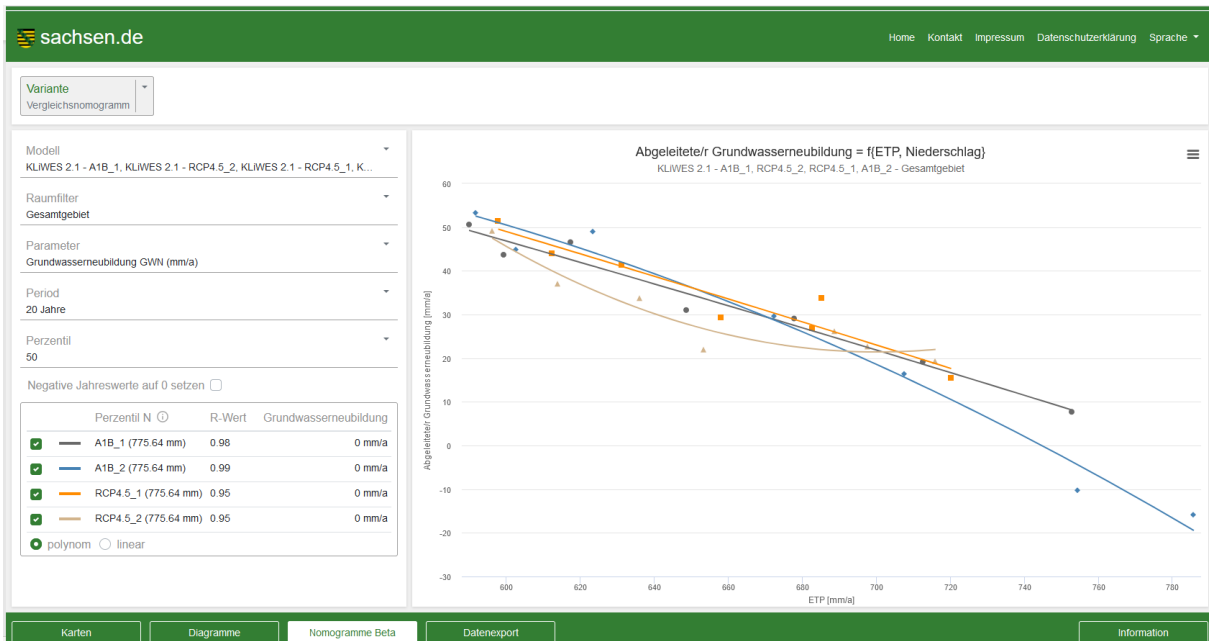 sachsen.de
Home Kontakt Impressum Datenschutzerklärung Sprache
Variante
Vergleichsnomogramm
Modell
KLiWES 2.1 - A1B_1, KLiWES 2.1 - RCP4.5_2, KLiWES 2.1 - RCP4.5_1, K...
Raumfilter
Gesamtgebiet
Parameter
Grundwasserneubildung GWN (mm/a)
Period
20 Jahre
Perzentil
50
Negative Jahreswerte auf 0 setzen
Perzentil N R-Wert Grundwasserneubildung
A1B_1 (775.64 mm) 0.98 0 mm/a
A1B_2 (775.64 mm) 0.99 0 mm/a
RCP4.5_1 (775.64 mm) 0.95 0 mm/a
RCP4.5_2 (775.64 mm) 0.95 0 mm/a
polynom linear
Abgeleitete/r Grundwasserneubildung = f{ETP, Niederschlag}
KLiWES 2.1 - A1B_1, RCP4.5_2, RCP4.5_1, A1B_2 - Gesamtgebiet
Abgeleitete/r Grundwasserneubildung [mm/a]
60
50
40
30
20
10
0
-10
-20
-30
600 620 640 660 680 700 720 740 760 780
ETP [mm/a]
Karten Diagramme Nomogramme Beta Datenexport Information